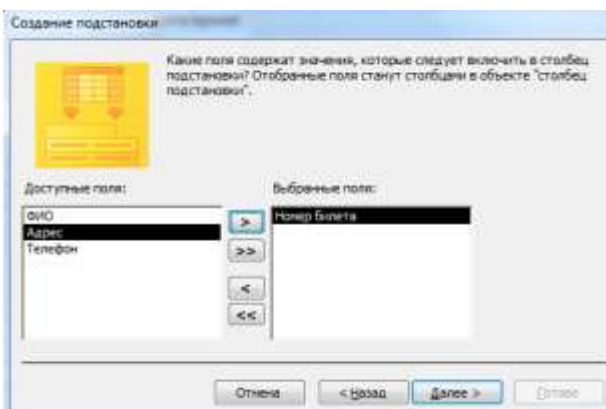 Создание подстановки
Какие поля содержат значения, которые следует включить в столбец
подстановки? Отобранные поля станут столбцами в объекте "столбец
подстановки".
Доступные поля:
Выбранные поля:
ФИО
Адрес
Телефон
Номер билета
>
>>
<
<<
Отмена
< Назад
Далее >
Готово